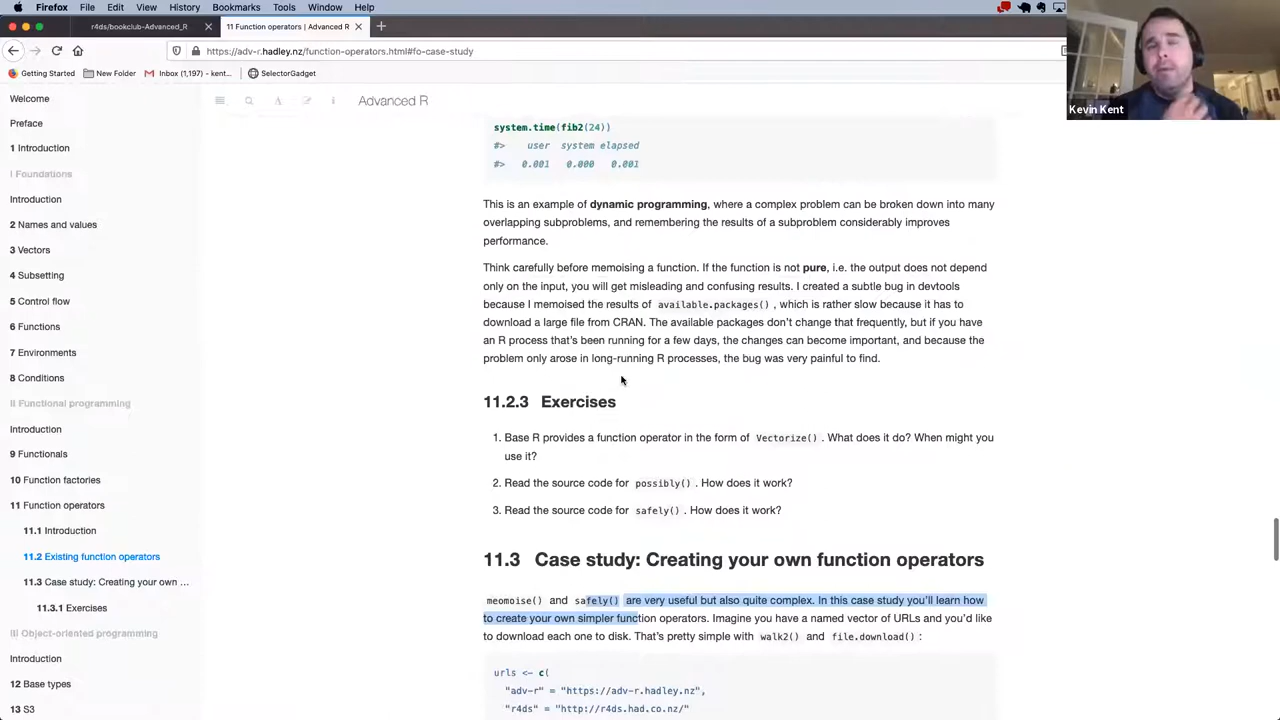 Firefox File Edit View History Bookmarks Tools Window Help
r4ds/bookclub-Advanced_R × 11 Function operators | Advanced R × +
https://adv-r.hadley.nz/function-operators.html#fo-case-study
Getting Started New Folder Inbox (1,197) - kent... SelectorGadget
Kevin Kent
Welcome
Preface
1 Introduction
I Foundations
Introduction
2 Names and values
3 Vectors
4 Subsetting
5 Control flow
6 Functions
7 Environments
8 Conditions
II Functional programming
Introduction
9 Functionals
10 Function factories
11 Function operators
11.1 Introduction
11.2 Existing function operators
11.3 Case study: Creating your own ...
11.3.1 Exercises
III Object-oriented programming
Introduction
12 Base types
13 S3
Advanced R
system.time(fib2(24))
#> user system elapsed
#> 0.001 0.000 0.001
This is an example of dynamic programming, where a complex problem can be broken down into many
overlapping subproblems, and remembering the results of a subproblem considerably improves
performance.
Think carefully before memoising a function. If the function is not pure, i.e. the output does not depend
only on the input, you will get misleading and confusing results. I created a subtle bug in devtools
because I memoised the results of available.packages(), which is rather slow because it has to
download a large file from CRAN. The available packages don't change that frequently, but if you have
an R process that's been running for a few days, the changes can become important, and because the
problem only arose in long-running R processes, the bug was very painful to find.
11.2.3 Exercises
1. Base R provides a function operator in the form of Vectorize(). What does it do? When might you
use it?
2. Read the source code for possibly(). How does it work?
3. Read the source code for safely(). How does it work?
11.3 Case study: Creating your own function operators
meomoise() and safely() are very useful but also quite complex. In this case study you'll learn how
to create your own simpler function operators. Imagine you have a named vector of URLs and you'd like
to download each one to disk. That's pretty simple with walk2() and file.download():
urls <- c(
"adv-r" = "https://adv-r.hadley.nz",
"r4ds" = "http://r4ds.had.co.nz/"